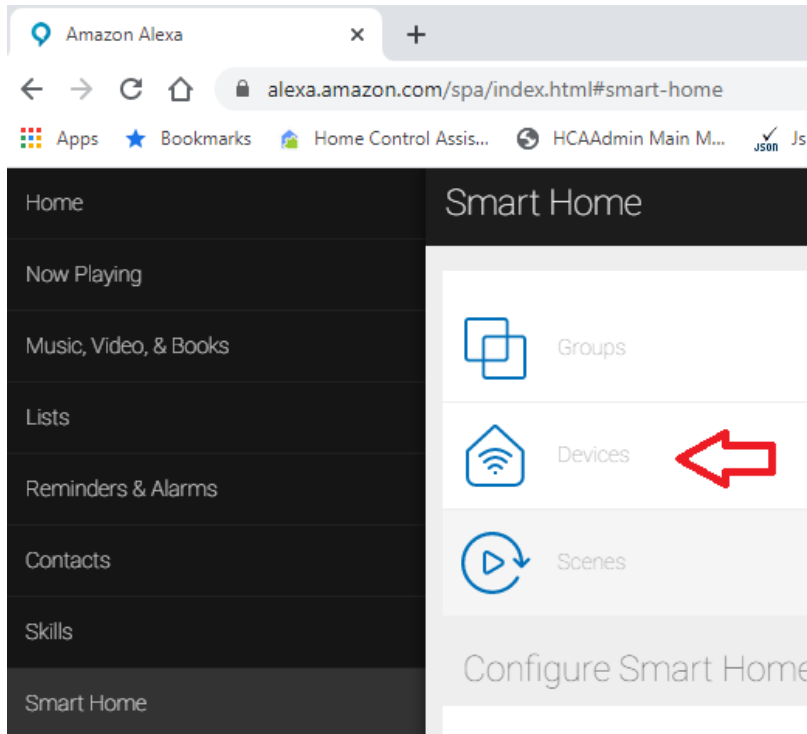 Amazon Alexa
alexa.amazon.com/spa/index.html#smart-home
Apps Bookmarks Home Control Assis... HCAAdmin Main M... JSON Js
Home
Now Playing
Music, Video, & Books
Lists
Reminders & Alarms
Contacts
Skills
Smart Home
Smart Home
Groups
Devices
Scenes
Configure Smart Home